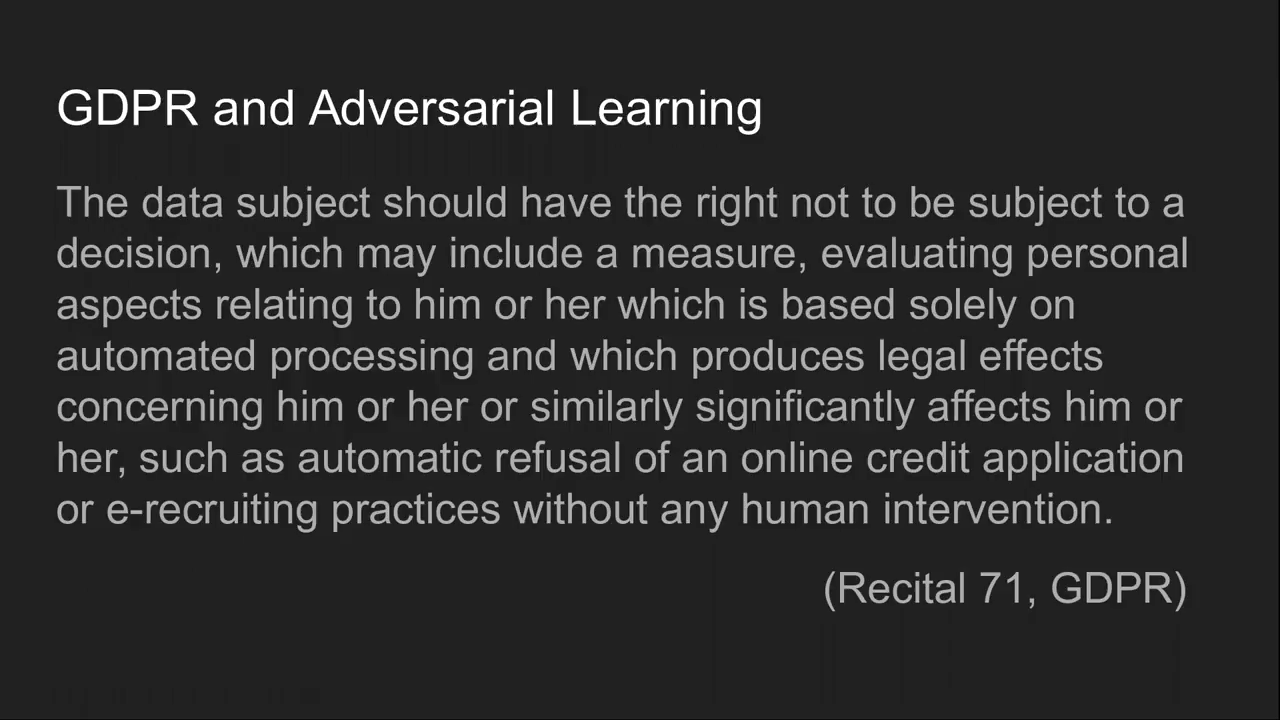 GDPR and Adversarial Learning
The data subject should have the right not to be subject to a
decision, which may include a measure, evaluating personal
aspects relating to him or her which is based solely on
automated processing and which produces legal effects
concerning him or her or similarly significantly affects him or
her, such as automatic refusal of an online credit application
or e-recruiting practices without any human intervention.
(Recital 71, GDPR)